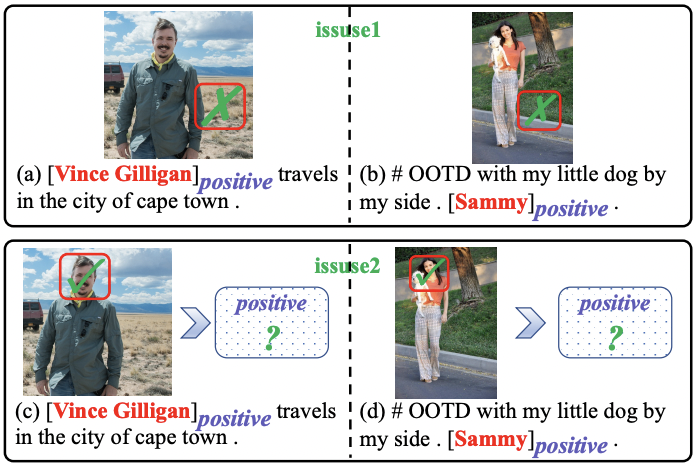 issuse1
(a) [Vince Gilligan]positive travels
in the city of cape town .
(b) # OOTD with my little dog by
my side . [Sammy]positive .
issuse2
positive
?
positive
?
(c) [Vince Gilligan]positive travels
in the city of cape town .
(d) # OOTD with my little dog by
my side . [Sammy]positive .